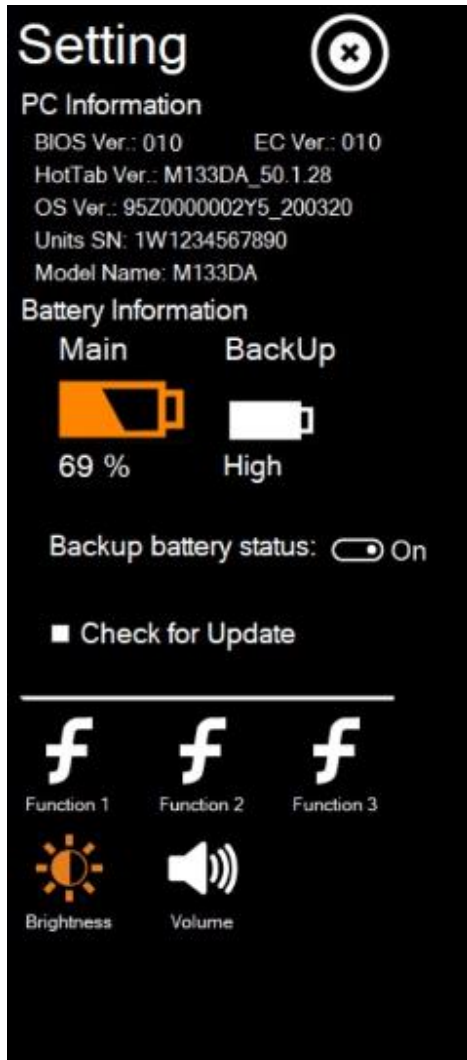 Setting
PC Information
BIOS Ver.: 010 EC Ver.: 010
HotTab Ver.: M133DA_50.1.28
OS Ver.: 95Z0000002Y5_200320
Units SN: 1W1234567890
Model Name: M133DA
Battery Information
Main BackUp
69 % High
Backup battery status: On
Check for Update
Function 1 Function 2 Function 3
Brightness Volume